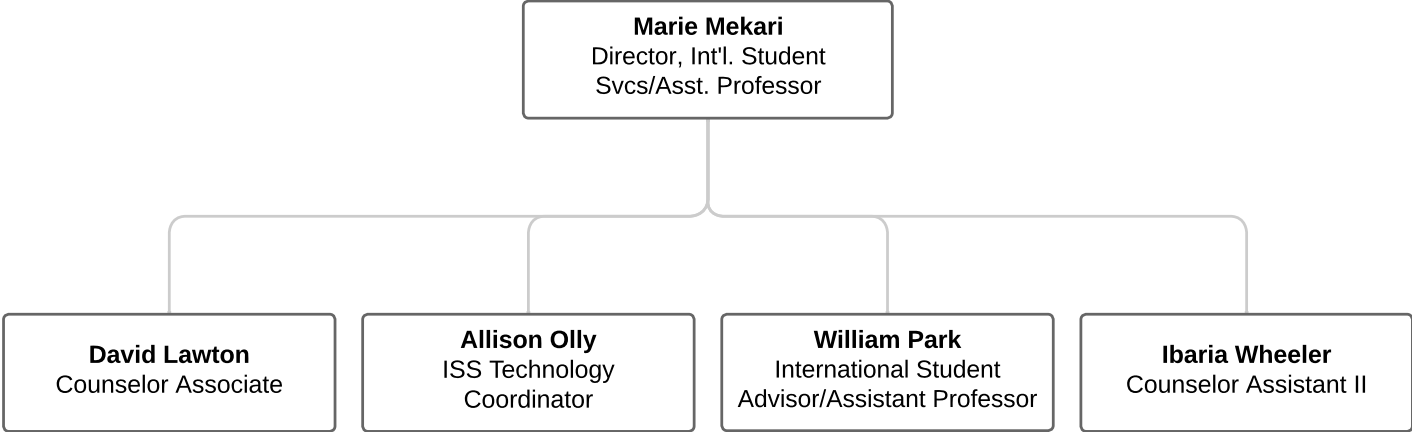 Marie Mekari
Director, Int'l. Student
Svcs/Asst. Professor
David Lawton
Counselor Associate
Allison Olly
ISS Technology
Coordinator
William Park
International Student
Advisor/Assistant Professor
Ibaria Wheeler
Counselor Assistant II